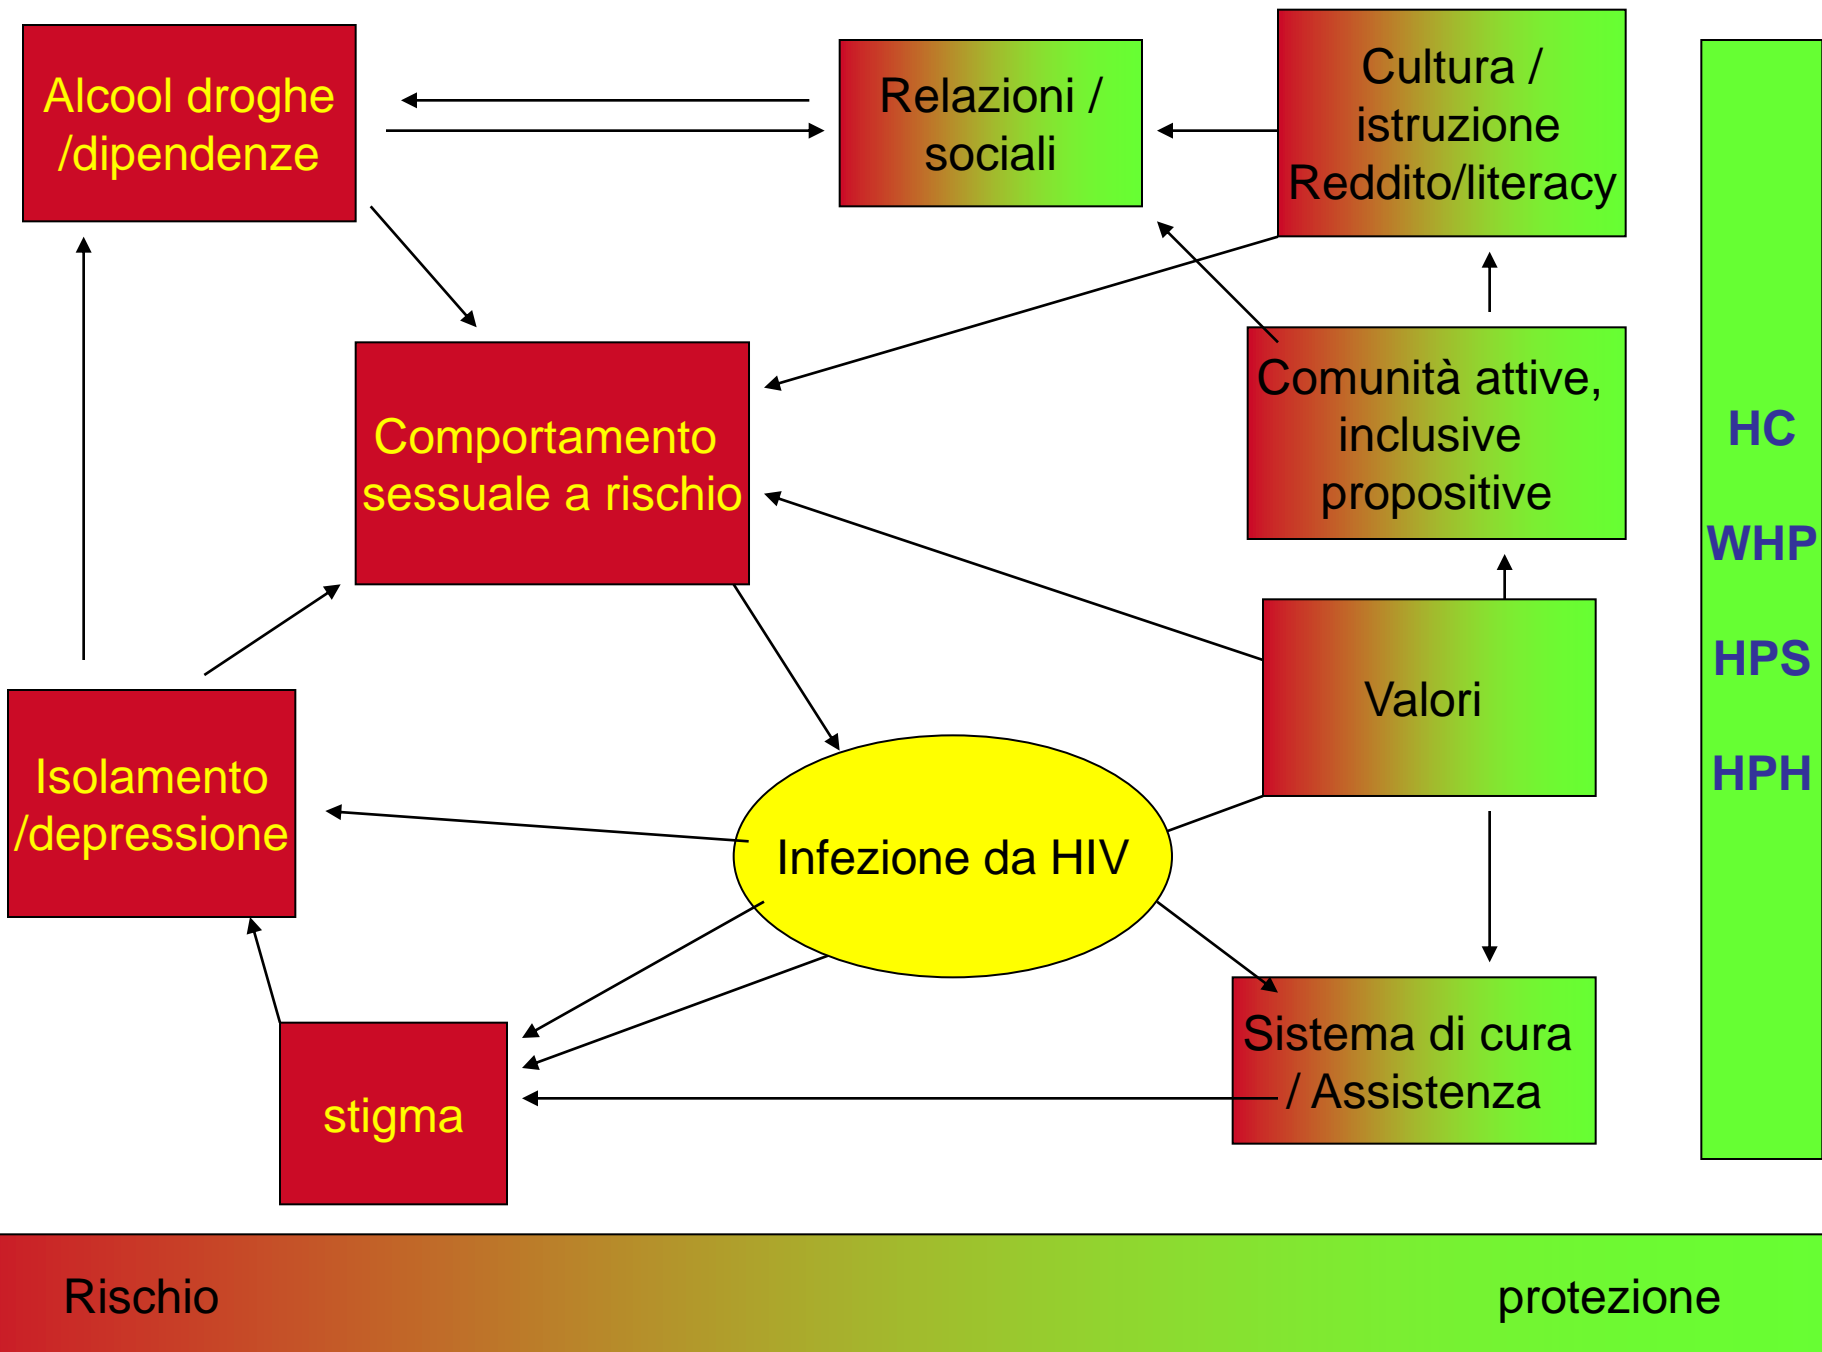 Alcool droghe
/dipendenze
Relazioni /
sociali
Cultura /
istruzione
Reddito/literacy
Comportamento
sessuale a rischio
Comunità attive,
inclusive
propositive
HC
WHP
HPS
HPH
Valori
Isolamento
/depressione
Infezione da HIV
Sistema di cura
/ Assistenza
stigma
Rischio
protezione